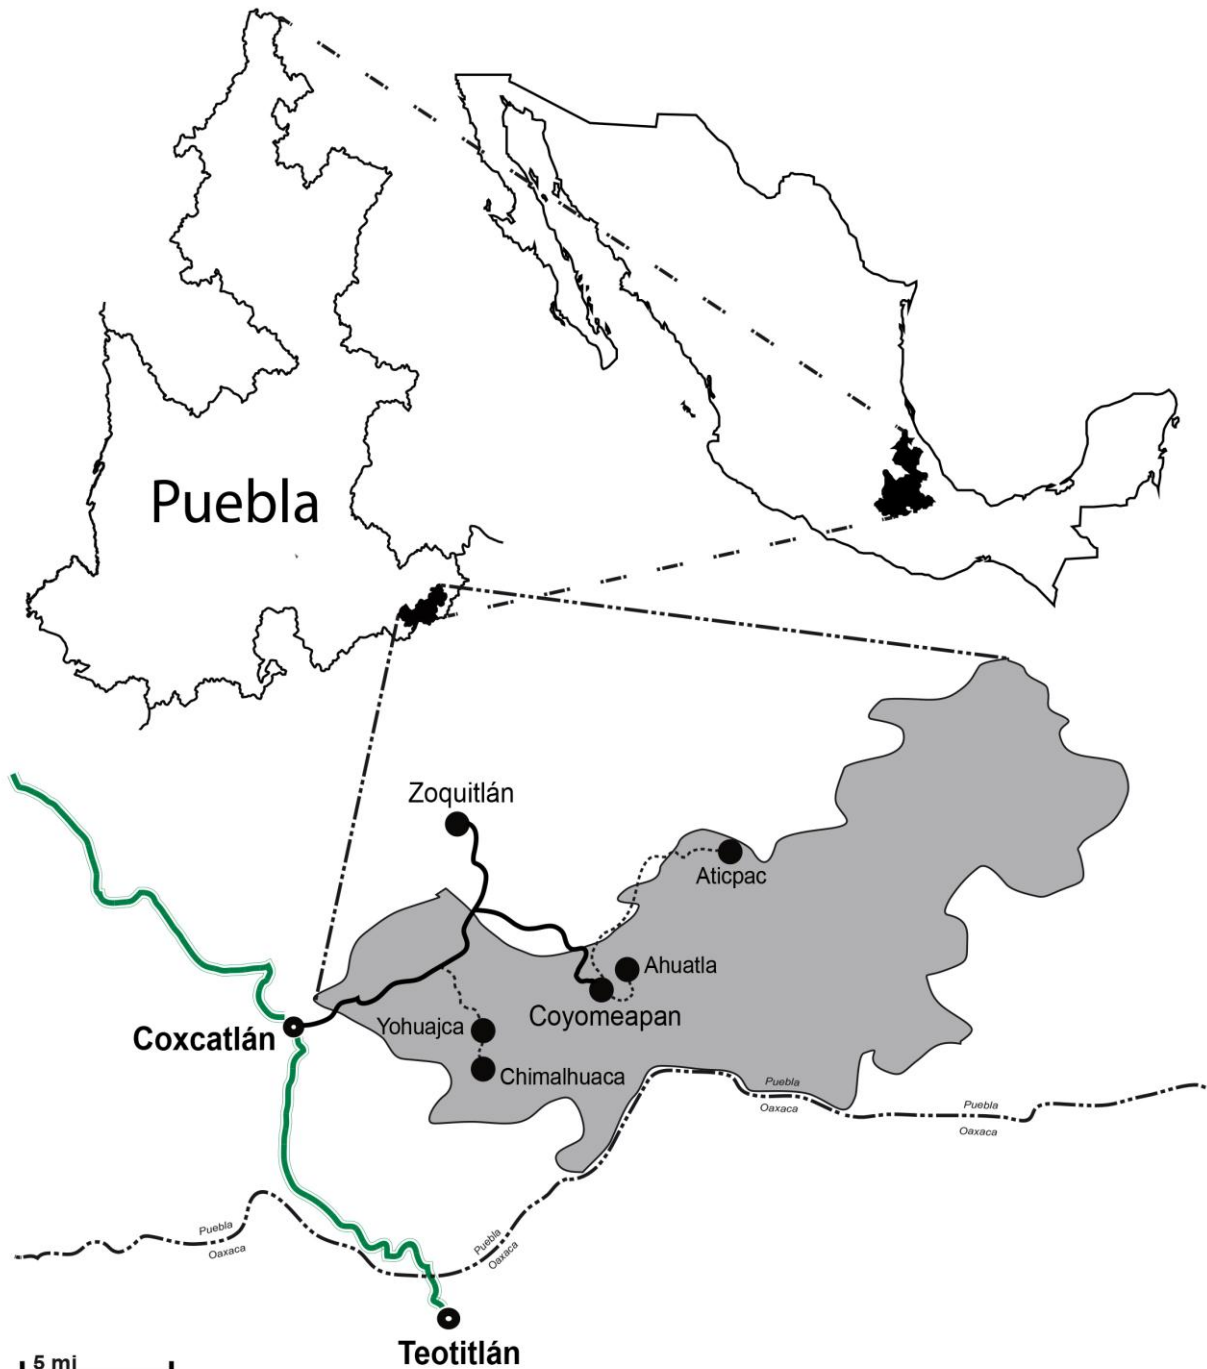 Puebla
Zoquitlán
Aticpac
Ahuatla
Coyomeapan
Coxcatlán
Yohuajca
Chimalhuaca
Puebla
Oaxaca
Puebla
Oaxaca
Puebla
Oaxaca
Puebla
Oaxaca
Teotitlán
5 mi